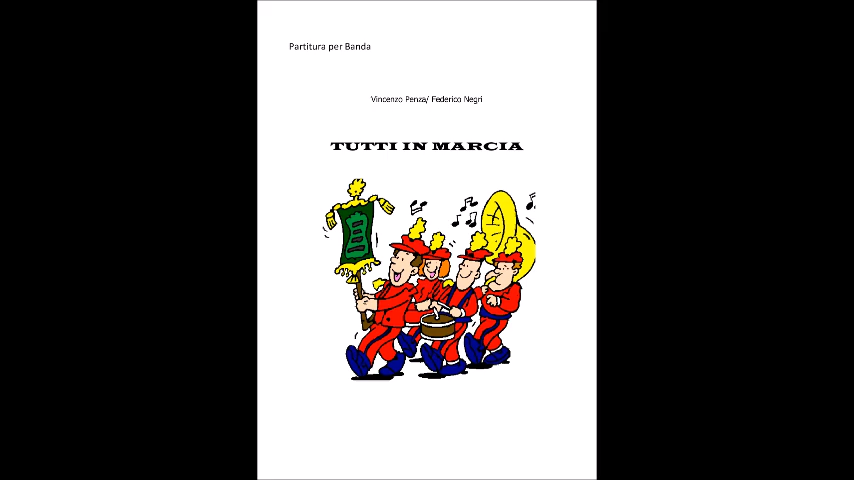 Partitura per Banda
Vincenzo Penza/ Federico Negri
TUTTI IN MARCIA